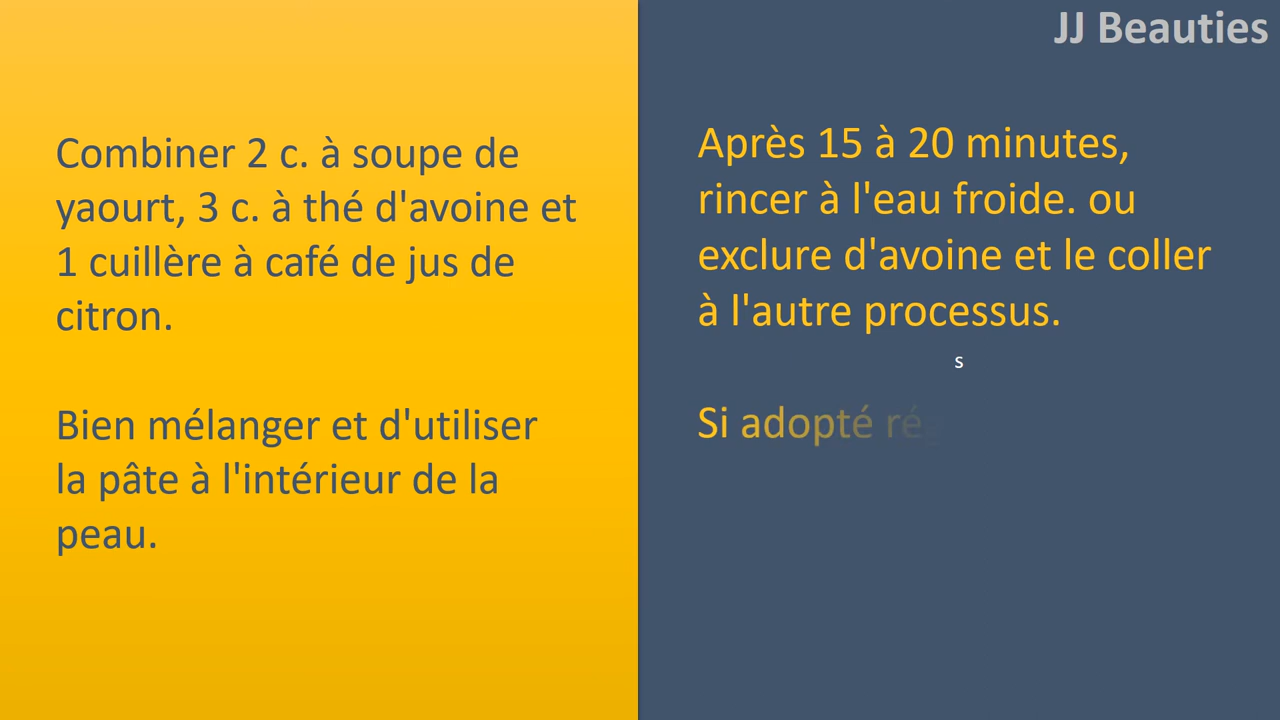 JJ Beauties
Combiner 2 c. à soupe de
yaourt, 3 c. à thé d'avoine et
1 cuillère à café de jus de
citron.
Bien mélanger et d'utiliser
la pâte à l'intérieur de la
peau.
Après 15 à 20 minutes,
rincer à l'eau froide. ou
exclure d'avoine et le coller
à l'autre processus.
s
Si adopté